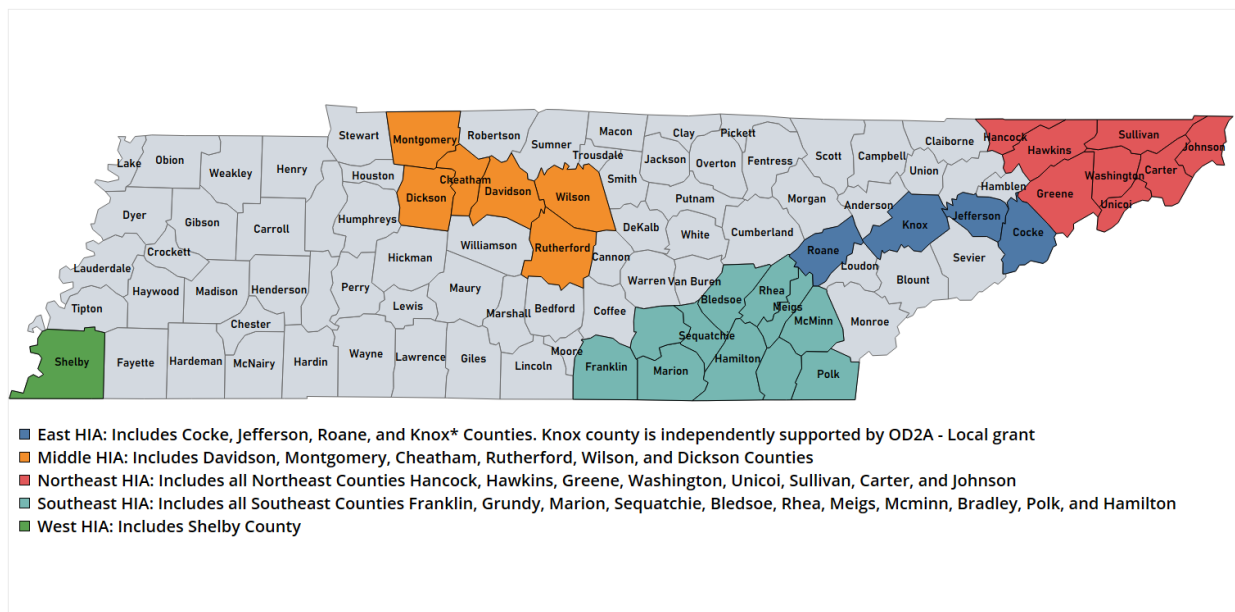 Stewart
Montgomery
Robertson
Sumner
Macon
Trousdale
Clay
Pickett
Jackson
Overton
Fentress
Scott
Campbell
Claiborne
Union
Hancock
Hawkins
Sullivan
Johnson
Carter
Washington
Unicoi
Greene
Hamblen
Lake
Obion
Weakley
Henry
Houston
Cheatham
Dickson
Davidson
Wilson
Smith
Putnam
Morgan
Anderson
Knox
Jefferson
Cocke
Dyer
Gibson
Carroll
Humphreys
Williamson
Rutherford
Cannon
DeKalb
White
Cumberland
Roane
Loudon
Blount
Sevier
Crockett
Lauderdale
Haywood
Madison
Henderson
Perry
Hickman
Lewis
Maury
Marshall
Bedford
Coffee
Warren
Van Buren
Bledsoe
Rhea
Meigs
McMinn
Monroe
Tipton
Chester
Shelby
Fayette
Hardeman
McNairy
Hardin
Wayne
Lawrence
Giles
Lincoln
Moore
Franklin
Marion
Sequatchie
Hamilton
Polk
East HIA: Includes Cocke, Jefferson, Roane, and Knox* Counties. Knox county is independently supported by OD2A - Local grant
Middle HIA: Includes Davidson, Montgomery, Cheatham, Rutherford, Wilson, and Dickson Counties
Northeast HIA: Includes all Northeast Counties Hancock, Hawkins, Greene, Washington, Unicoi, Sullivan, Carter, and Johnson
Southeast HIA: Includes all Southeast Counties Franklin, Grundy, Marion, Sequatchie, Bledsoe, Rhea, Meigs, Mcminn, Bradley, Polk, and Hamilton
West HIA: Includes Shelby County